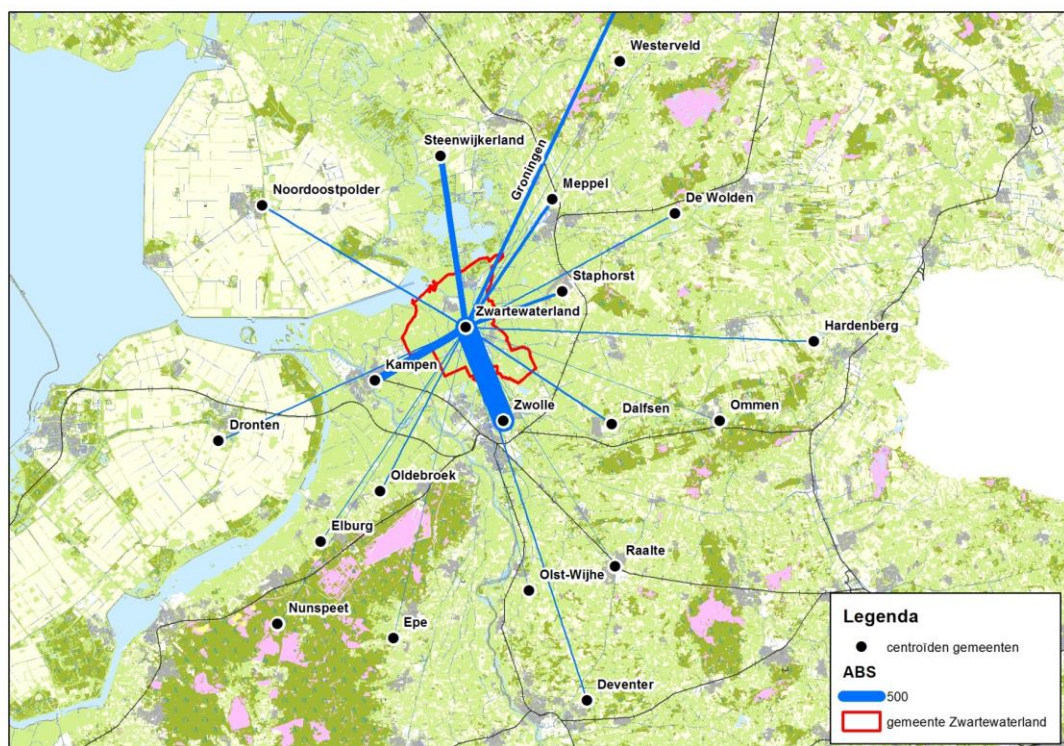 Westerveld
Steenwijkerland
Groningen
Noordoostpolder
Meppel
De Wolden
Staphorst
Zwartewaterland
Hardenberg
Kampen
Zwolle
Dalfsen
Ommen
Dronten
Oldebroek
Elburg
Raalte
Olst-Wijhe
Nunspeet
Epe
Deventer
Legenda
centroïden gemeenten
ABS
500
gemeente Zwartewaterland